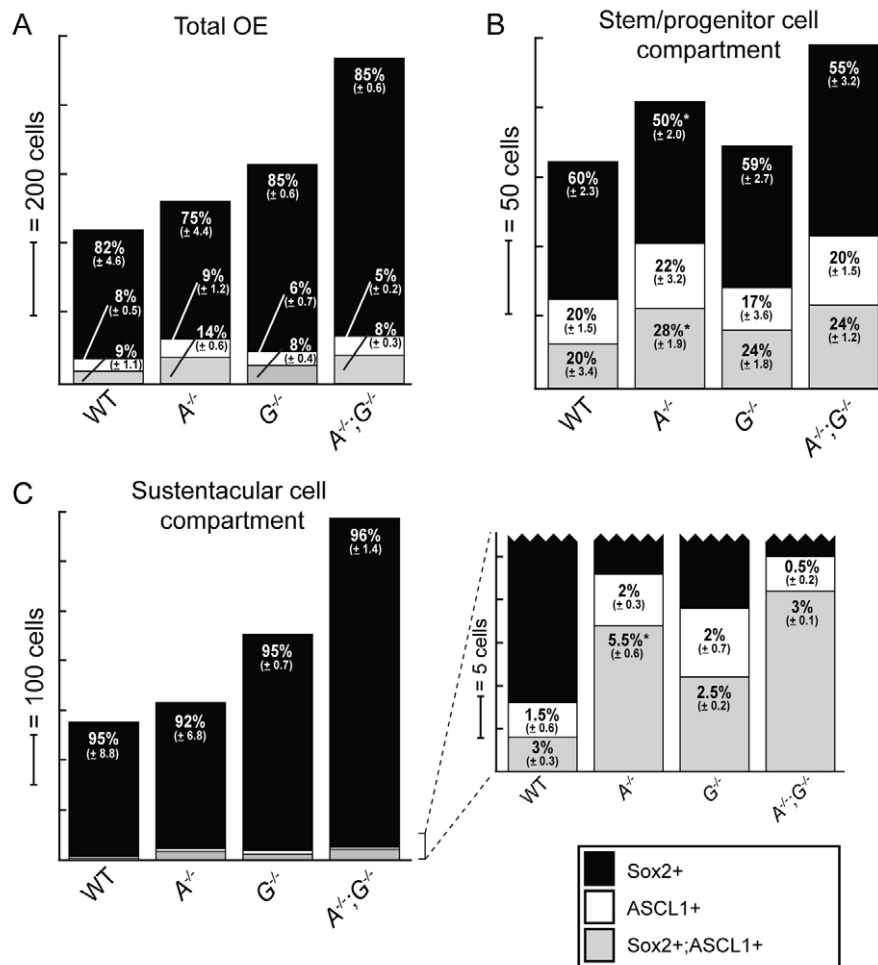 A
Total OE
= 200 cells
82%
(± 4.6)
8%
(± 0.5)
9%
(± 1.1)
75%
(± 4.4)
9%
(± 1.2)
14%
(± 0.6)
85%
(± 0.6)
6%
(± 0.7)
8%
(± 0.4)
85%
(± 0.6)
5%
(± 0.2)
8%
(± 0.3)
WT
A-/-
G-/-
A-/-;G-/-
B
Stem/progenitor cell
compartment
= 50 cells
60%
(± 2.3)
20%
(± 1.5)
20%
(± 3.4)
50%*
(± 2.0)
22%
(± 3.2)
28%*
(± 1.9)
59%
(± 2.7)
17%
(± 3.6)
24%
(± 1.8)
55%
(± 3.2)
20%
(± 1.5)
24%
(± 1.2)
WT
A-/-
G-/-
A-/-;G-/-
C
Sustentacular cell
compartment
= 100 cells
95%
(± 8.8)
92%
(± 6.8)
95%
(± 0.7)
96%
(± 1.4)
WT
A-/-
G-/-
A-/-;G-/-
= 5 cells
1.5%
(± 0.6)
3%
(± 0.3)
2%
(± 0.3)
5.5%*
(± 0.6)
2%
(± 0.7)
2.5%
(± 0.2)
0.5%
(± 0.2)
3%
(± 0.1)
WT
A-/-
G-/-
A-/-;G-/-
Sox2+
ASCL1+
Sox2+;ASCL1+